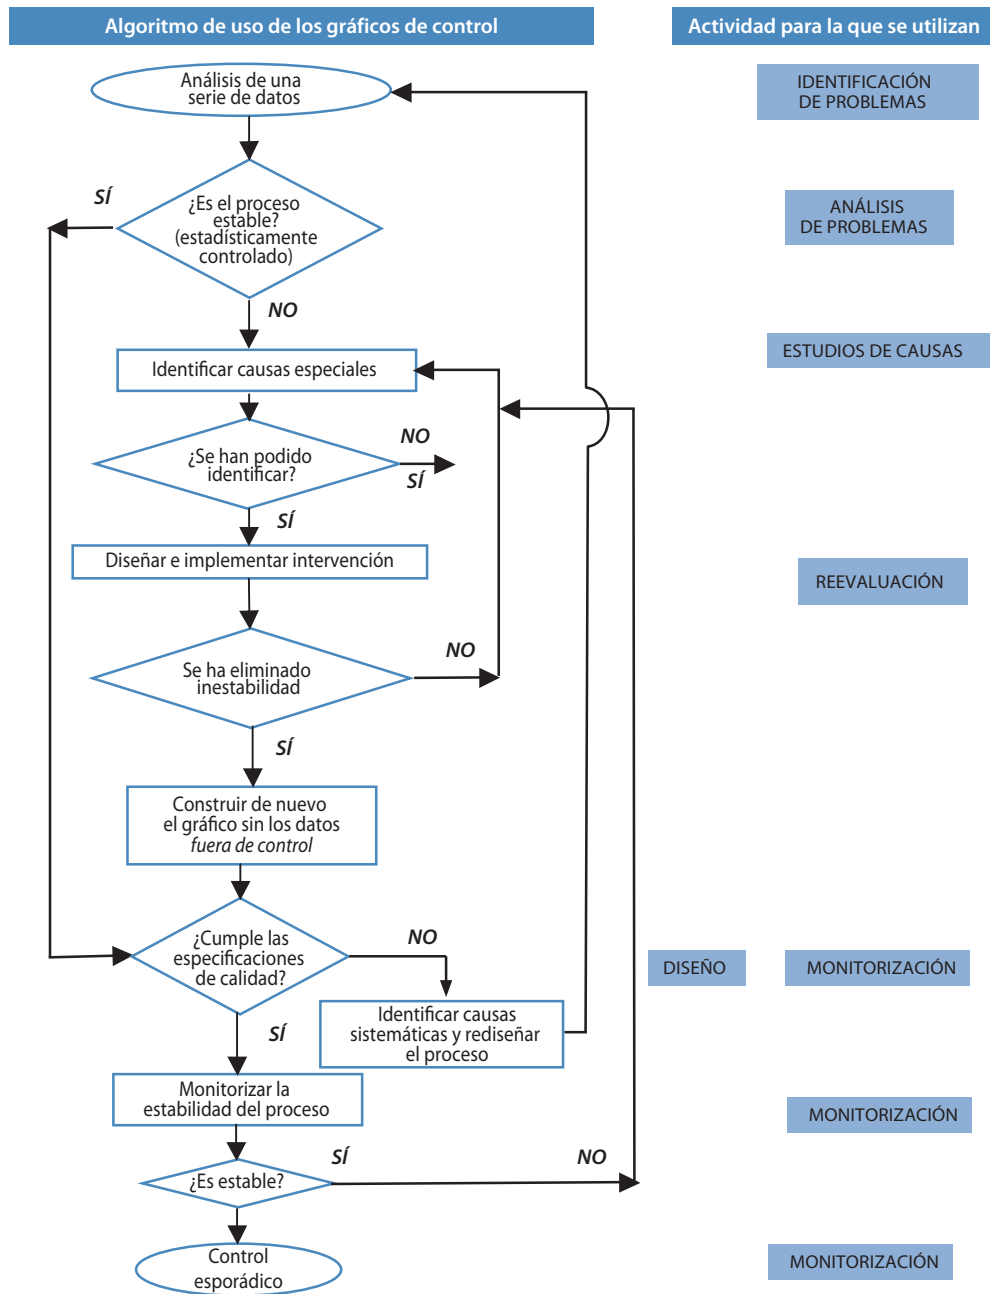 Algoritmo de uso de los gráficos de control
Actividad para la que se utilizan
Análisis de una
serie de datos
IDENTIFICACIÓN
DE PROBLEMAS
SÍ
¿Es el proceso
estable?
(estadísticamente
controlado)
ANÁLISIS
DE PROBLEMAS
NO
Identificar causas especiales
ESTUDIOS DE CAUSAS
¿Se han podido
identificar?
NO
SÍ
SÍ
Diseñar e implementar intervención
REEVALUACIÓN
Se ha eliminado
inestabilidad
NO
SÍ
Construir de nuevo
el gráfico sin los datos
fuera de control
¿Cumple las
especificaciones
de calidad?
NO
DISEÑO
MONITORIZACIÓN
SÍ
Identificar causas
sistemáticas y rediseñar
el proceso
Monitorizar la
estabilidad del proceso
MONITORIZACIÓN
¿Es estable?
SÍ
NO
Control
esporádico
MONITORIZACIÓN